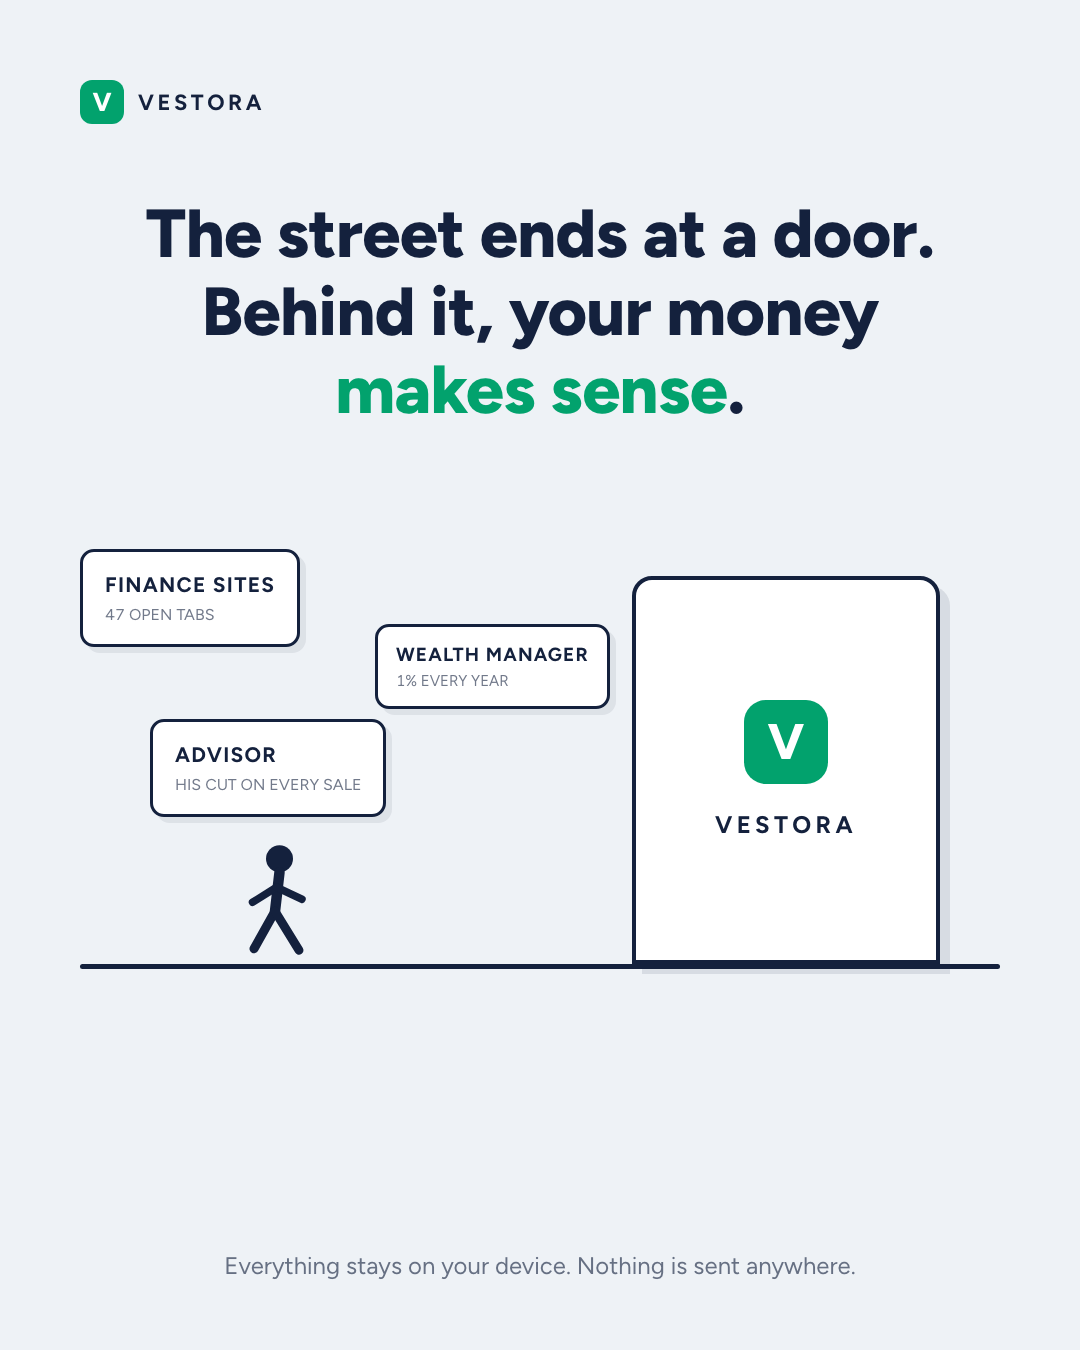 V VESTORA
The street ends at a door.
Behind it, your money
makes sense.
FINANCE SITES
47 OPEN TABS
WEALTH MANAGER
1% EVERY YEAR
ADVISOR
HIS CUT ON EVERY SALE
V
VESTORA
Everything stays on your device. Nothing is sent anywhere.